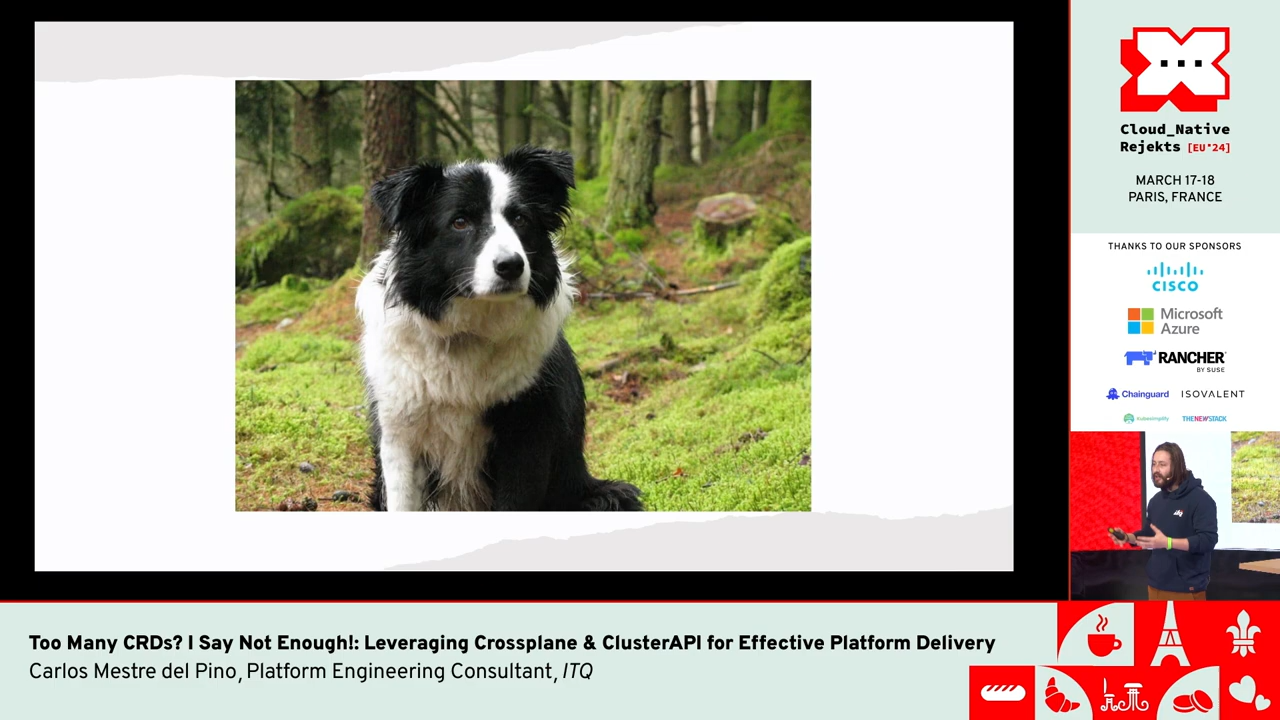 Cloud_Native
Rejekts [EU'24]
MARCH 17-18
PARIS, FRANCE
THANKS TO OUR SPONSORS
CISCO
Microsoft
Azure
RANCHER
BY SUSE
Chainguard ISOVALENT
kubesimplify THENEWSTACK
itq
Too Many CRDs? I Say Not Enough!: Leveraging Crossplane & ClusterAPI for Effective Platform Delivery
Carlos Mestre del Pino, Platform Engineering Consultant, ITQ